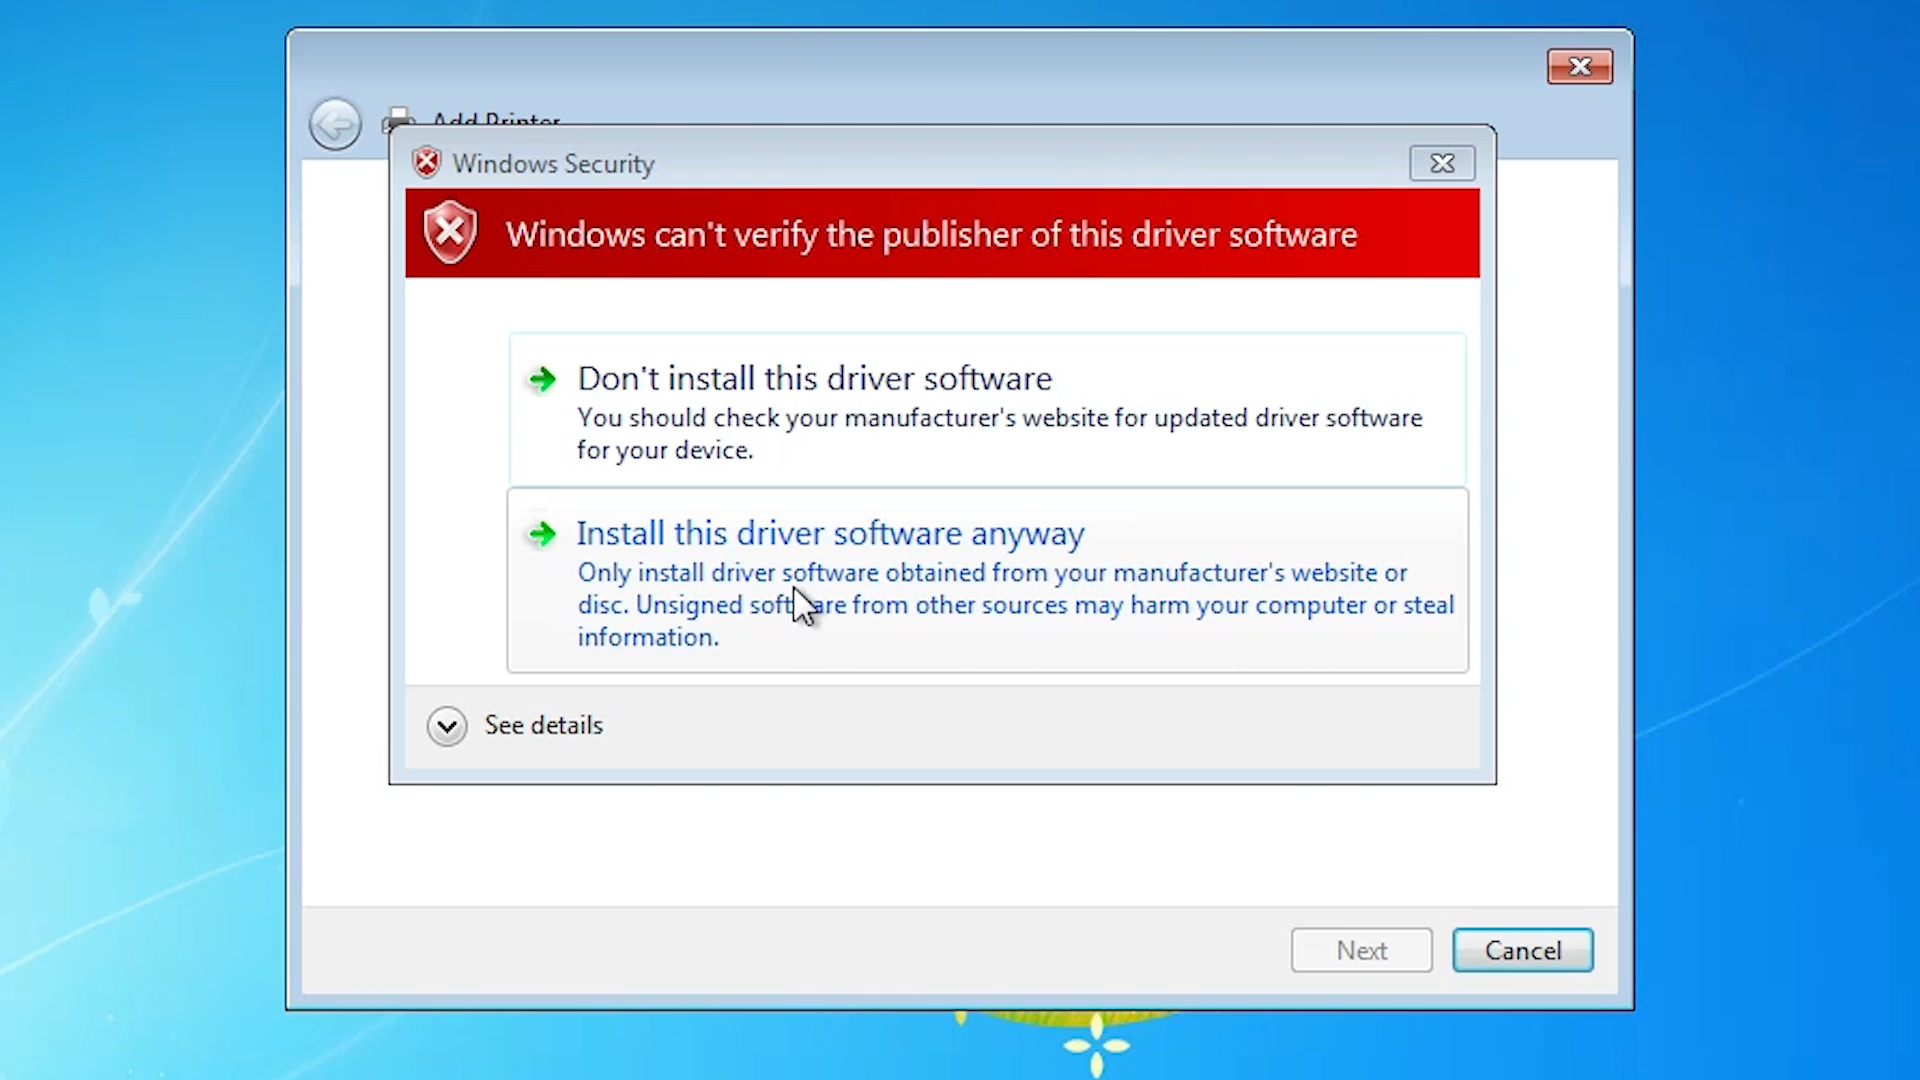 Add Printer
Windows Security
Windows can't verify the publisher of this driver software
Don't install this driver software
You should check your manufacturer's website for updated driver software
for your device.
Install this driver software anyway
Only install driver software obtained from your manufacturer's website or
disc. Unsigned software from other sources may harm your computer or steal
information.
See details
Next
Cancel